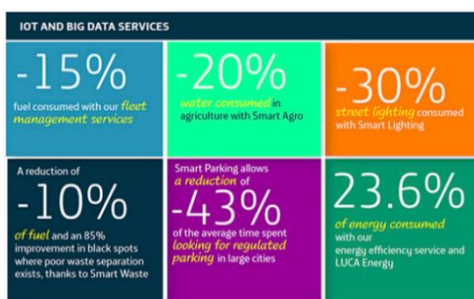 IOT AND BIG DATA SERVICES
-15%
fuel consumed with our fleet
management services
-20%
water consumed in
agriculture with Smart Agro
-30%
street lighting consumed
with Smart Lighting
A reduction of
-10%
of fuel and an 85%
improvement in black spots
where poor waste separation
exists, thanks to Smart Waste
Smart Parking allows
a reduction of
-43%
of the average time spent
looking for regulated
parking in large cities
23.6%
of energy consumed
with our
energy efficiency service and
LUCA Energy